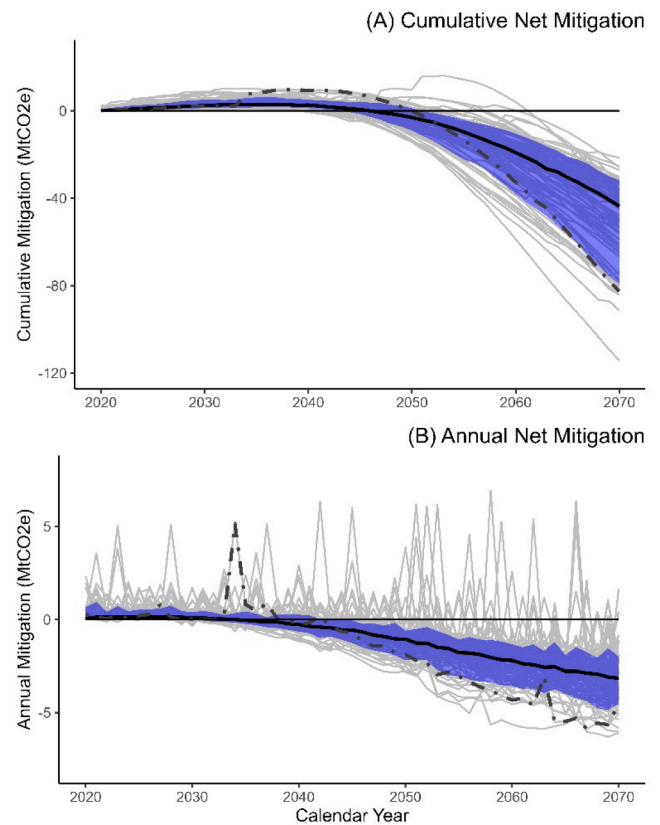 (A) Cumulative Net Mitigation
Cumulative Mitigation (MtCO2e)
0
-40
-80
-120
2020 2030 2040 2050 2060 2070
(B) Annual Net Mitigation
Annual Mitigation (MtCO2e)
5
0
-5
2020 2030 2040 2050 2060 2070
Calendar Year